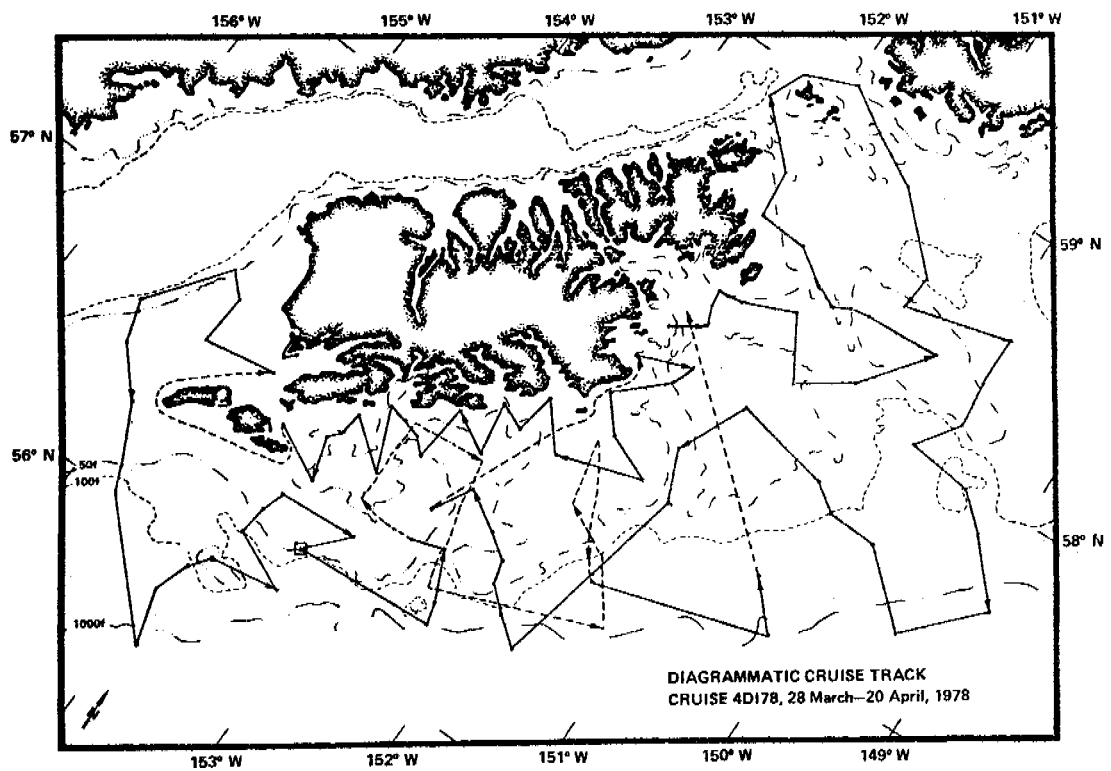 156° W 155° W 154° W 153° W 152° W 151° W
57° N
59° N
56° N
50f
100f
58° N
1000f
DIAGRAMMATIC CRUISE TRACK
CRUISE 4DI78, 28 March—20 April, 1978
N
153° W 152° W 151° W 150° W 149° W